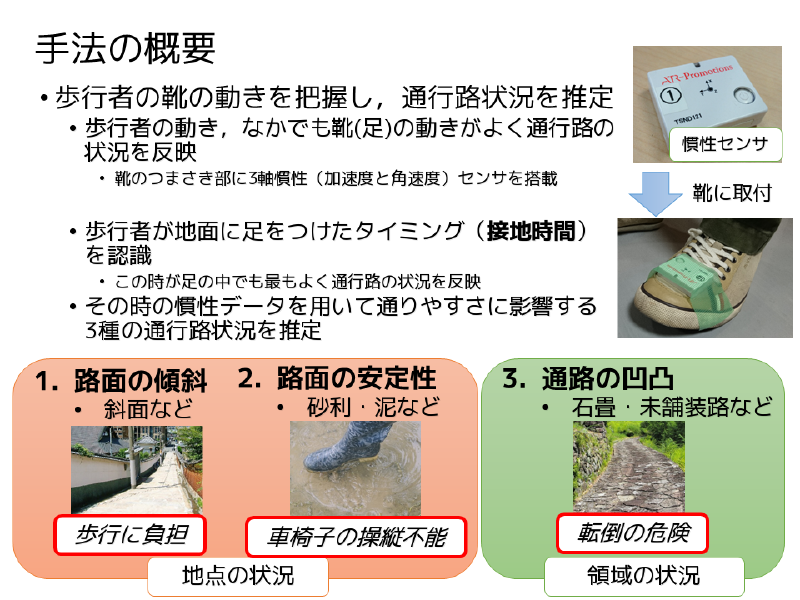 手法の概要
• 歩行者の靴の動きを把握し，通行路状況を推定
• 歩行者の動き，なかでも靴(足)の動きがよく通行路の
状況を反映
• 靴のつまさき部に3軸慣性（加速度と角速度）センサを搭載
• 歩行者が地面に足をつけたタイミング（接地時間）
を認識
• この時が足の中でも最もよく通行路の状況を反映
• その時の慣性データを用いて通りやすさに影響する
3種の通行路状況を推定
ATR-Promotions
①
TSND121
慣性センサ
靴に取付
1. 路面の傾斜
• 斜面など
歩行に負担
2. 路面の安定性
• 砂利・泥など
車椅子の操縦不能
地点の状況
3. 通路の凹凸
• 石畳・未舗装路など
転倒の危険
領域の状況